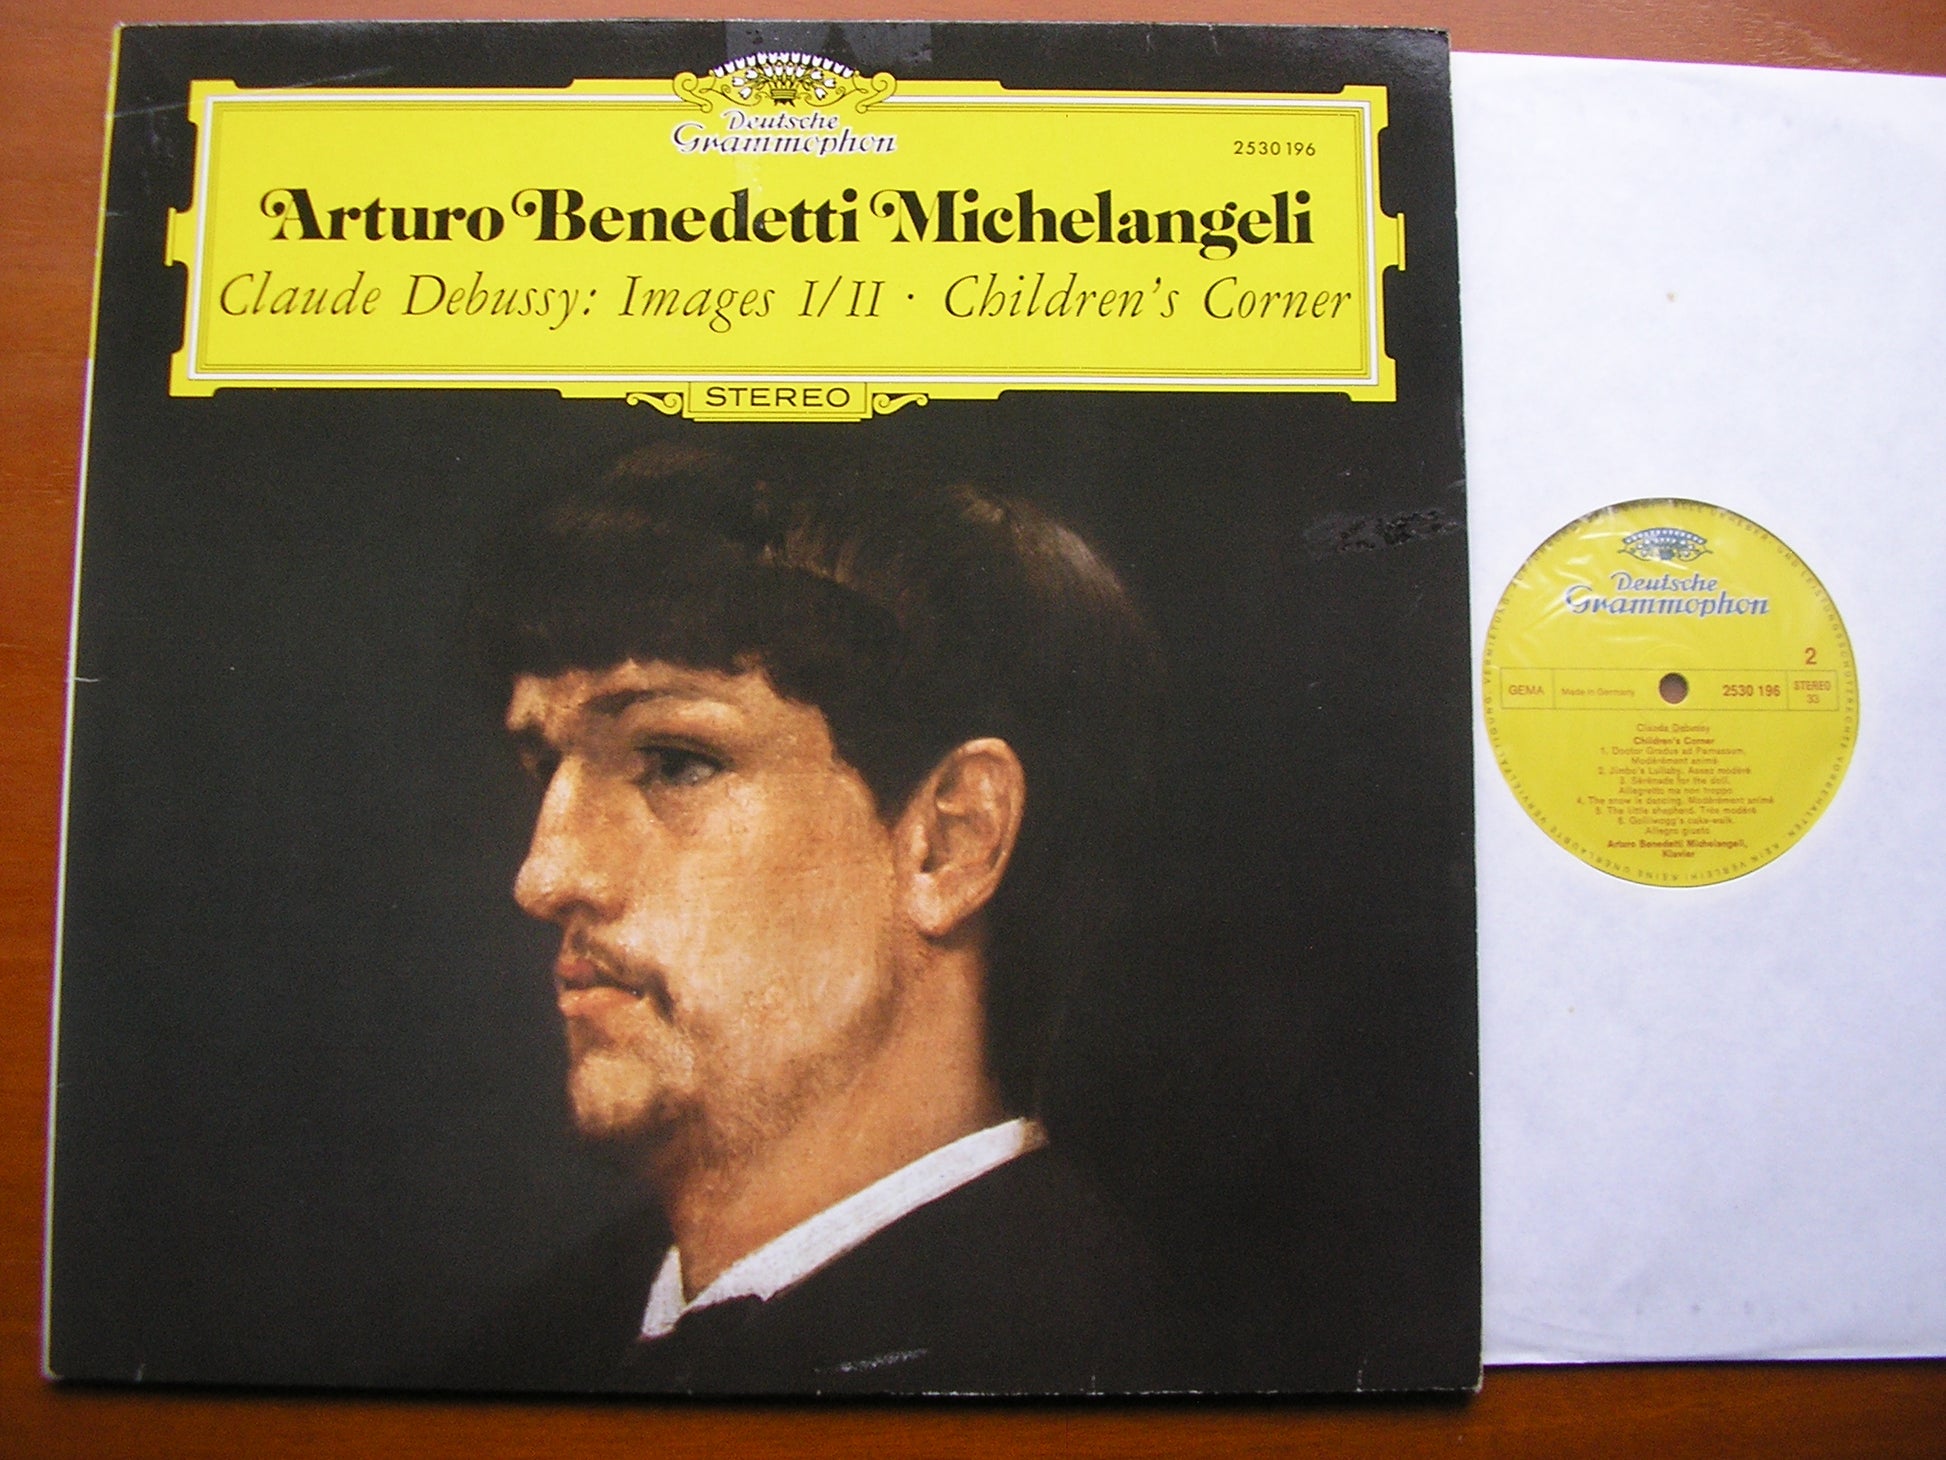 Deutsche
Grammophon
2530 196
Arturo Benedetti Michelangeli
Claude Debussy: Images I/II · Children's Corner
STEREO
Deutsche
Grammophon
2
GEMA
Made in Germany
2530 196
STEREO
33
Claude Debussy
Children's Corner
1. Doctor Gradus ad Parnassum.
Modérément animé
2. Jimbo's Lullaby. Assez modéré
3. Sérénade for the doll.
Allegretto ma non troppo
4. The snow is dancing. Modérément animé
5. The little shepherd. Très modéré
6. Golliwogg's cake-walk.
Allegro giusto
Arturo Benedetti Michelangeli,
Klavier